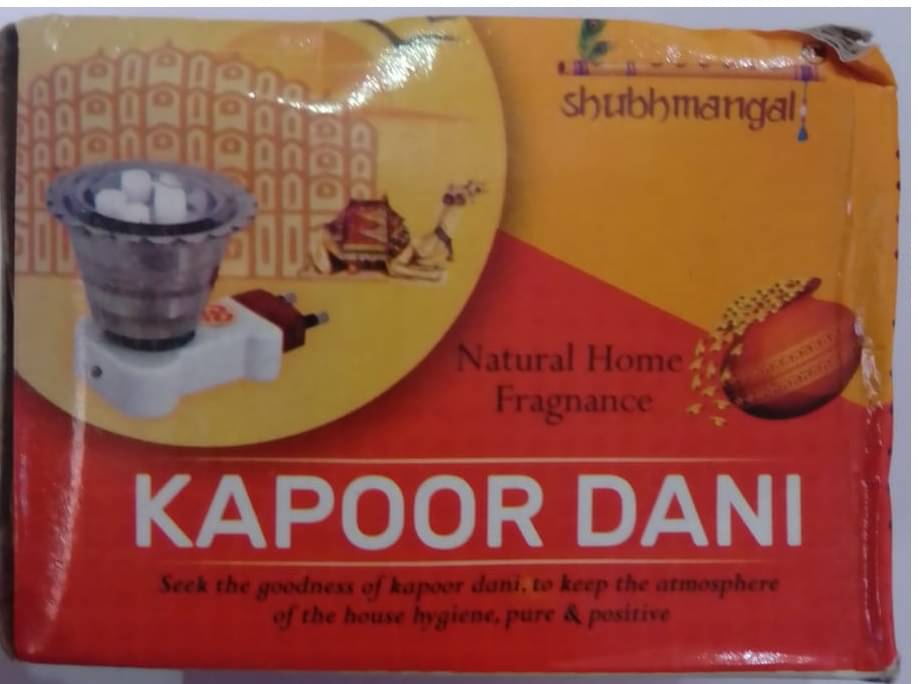 shubhmangal
Natural Home
Fragnance
KAPOOR DANI
Seek the goodness of kapoor dani, to keep the atmosphere
of the house hygiene, pure & positive